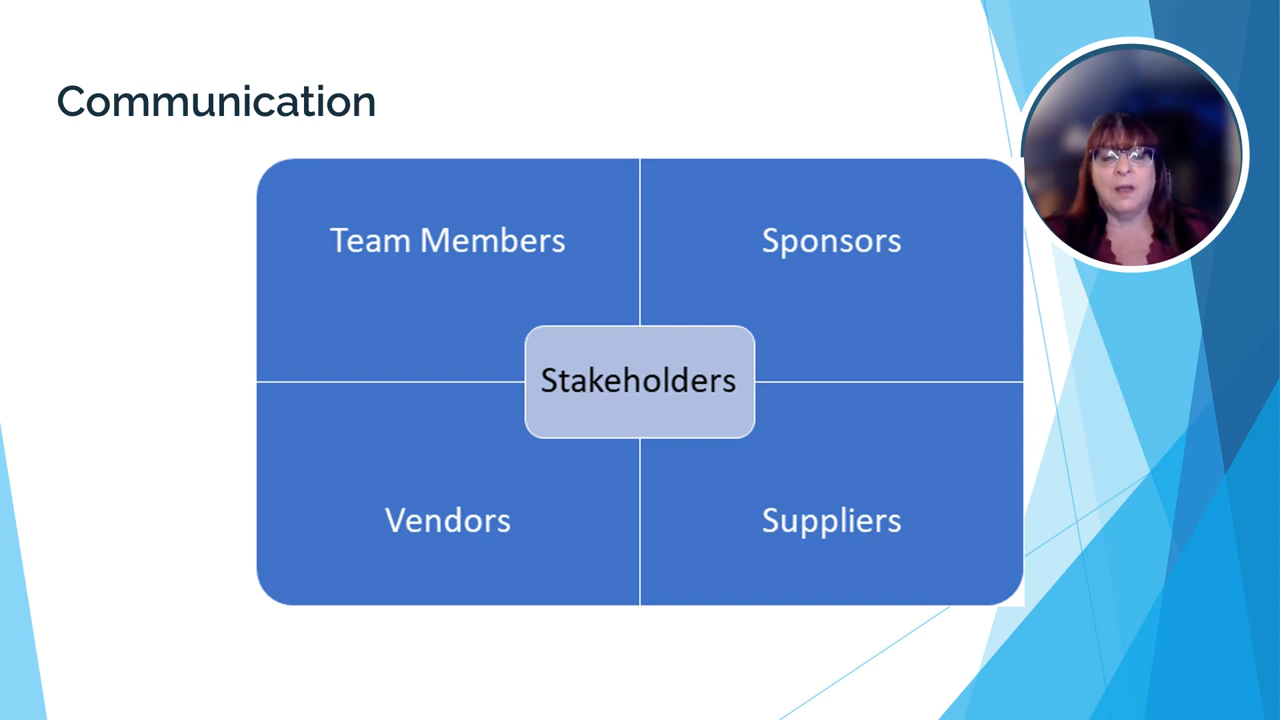 Communication
Team Members
Sponsors
Stakeholders
Vendors
Suppliers